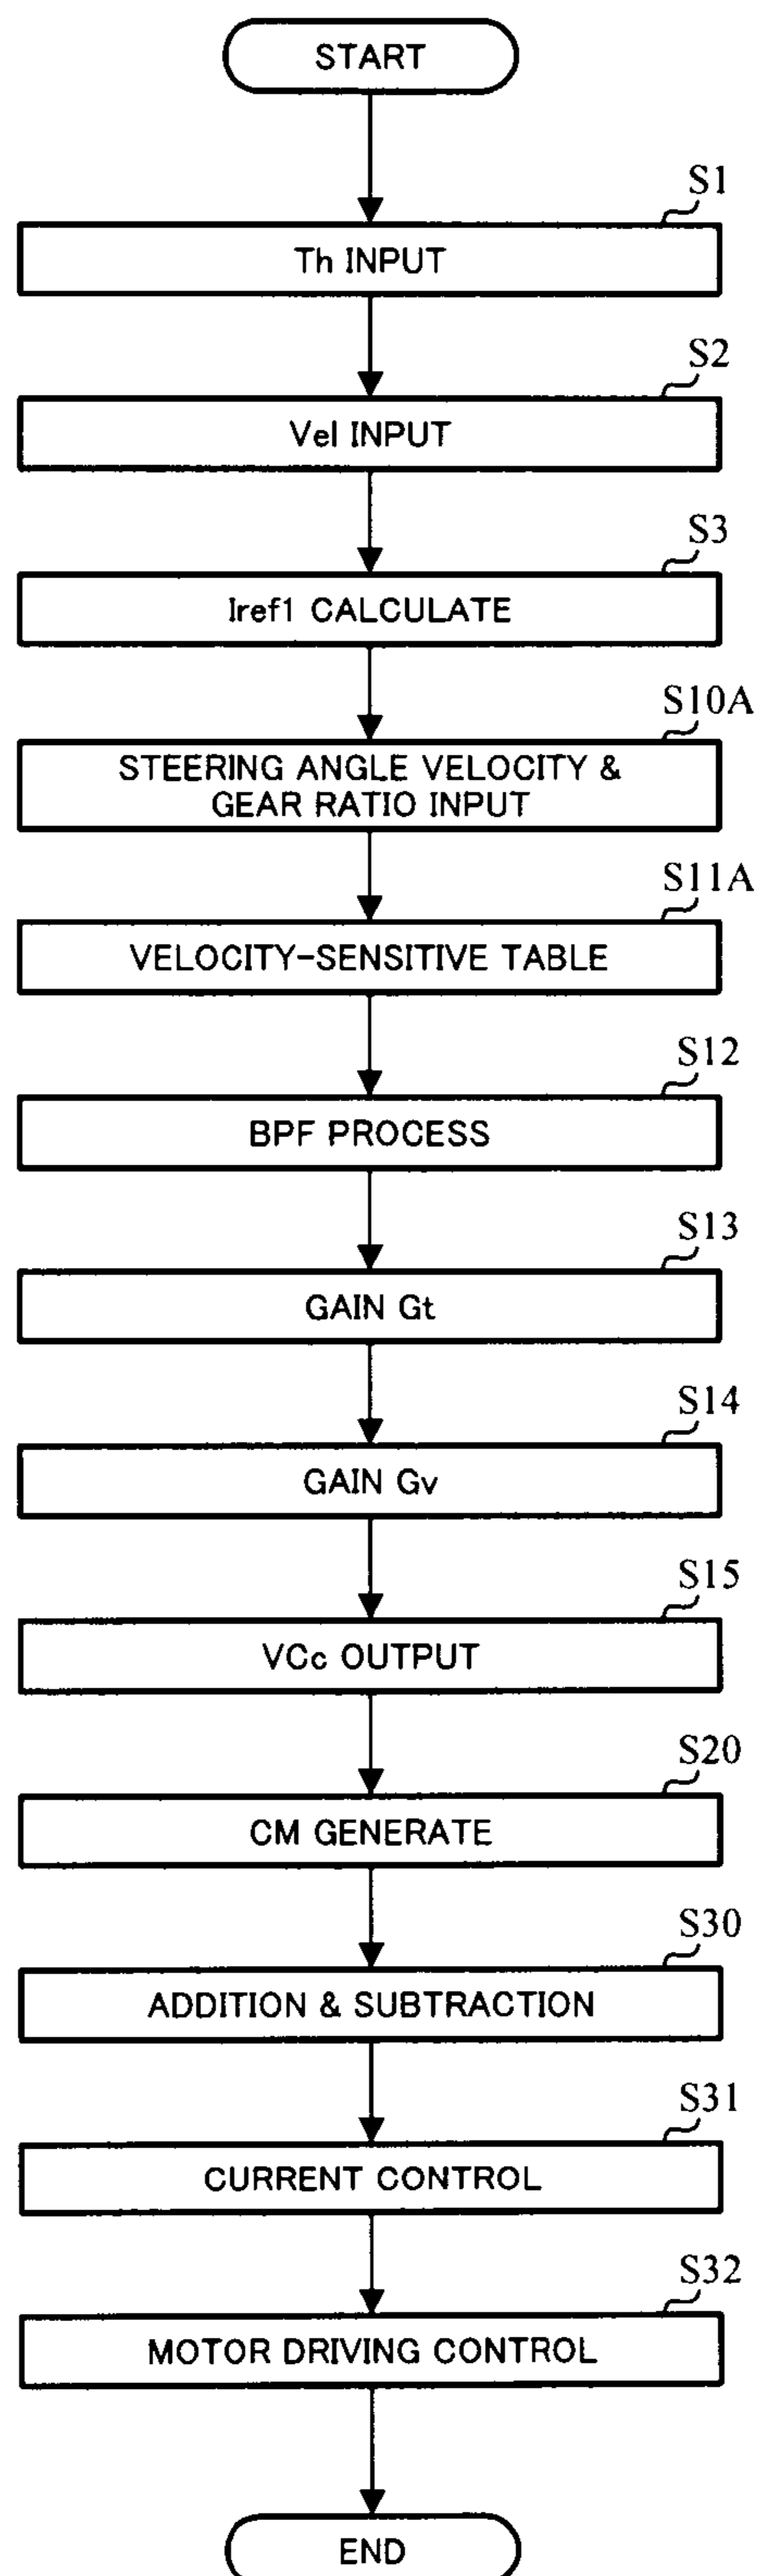 START
S1
Th INPUT
S2
Vel INPUT
S3
Iref1 CALCULATE
S10A
STEERING ANGLE VELOCITY &
GEAR RATIO INPUT
S11A
VELOCITY-SENSITIVE TABLE
S12
BPF PROCESS
S13
GAIN Gt
S14
GAIN Gv
S15
VCc OUTPUT
S20
CM GENERATE
S30
ADDITION & SUBTRACTION
S31
CURRENT CONTROL
S32
MOTOR DRIVING CONTROL
END